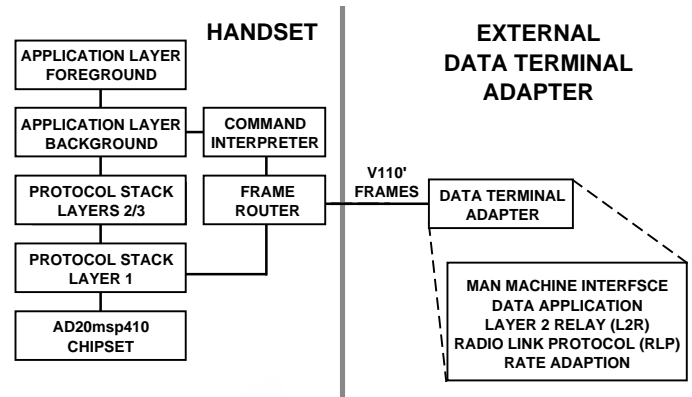 HANDSET
APPLICATION LAYER
FOREGROUND
APPLICATION LAYER
BACKGROUND
COMMAND
INTERPRETER
PROTOCOL STACK
LAYERS 2/3
FRAME
ROUTER
PROTOCOL STACK
LAYER 1
AD20msp410
CHIPSET
EXTERNAL
DATA TERMINAL
ADAPTER
V110'
FRAMES
DATA TERMINAL
ADAPTER
MAN MACHINE INTERFSCE
DATA APPLICATION
LAYER 2 RELAY (L2R)
RADIO LINK PROTOCOL (RLP)
RATE ADAPTION